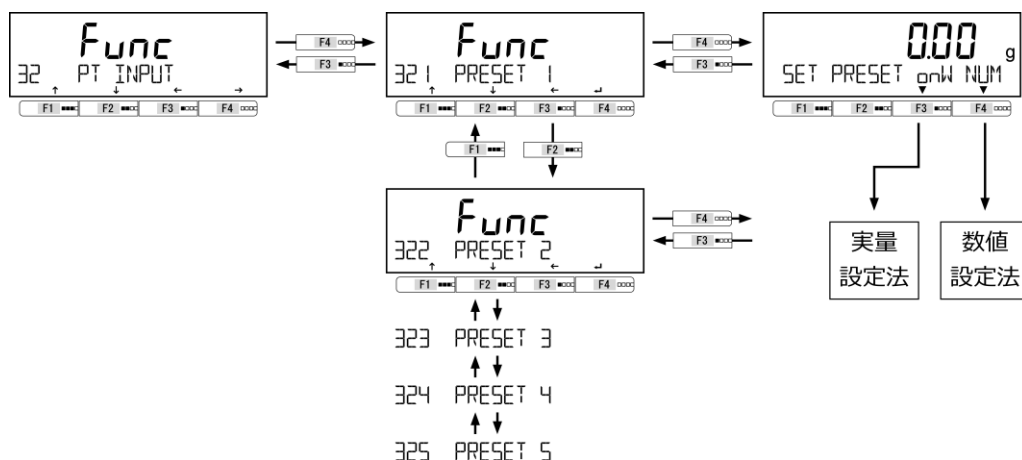 Func
32 PT INPUT
↑ ↓ ← →
F1 F2 F3 F4
F4
F3
Func
321 PRESET 1
↑ ↓ ← ↵
F1 F2 F3 F4
F4
F3
0.00 g
SET PRESET onW NUM
F1 F2 F3 F4
F1
F2
Func
322 PRESET 2
↑ ↓ ← ↵
F1 F2 F3 F4
F4
F3
実量
設定法
数値
設定法
323 PRESET 3
324 PRESET 4
325 PRESET 5